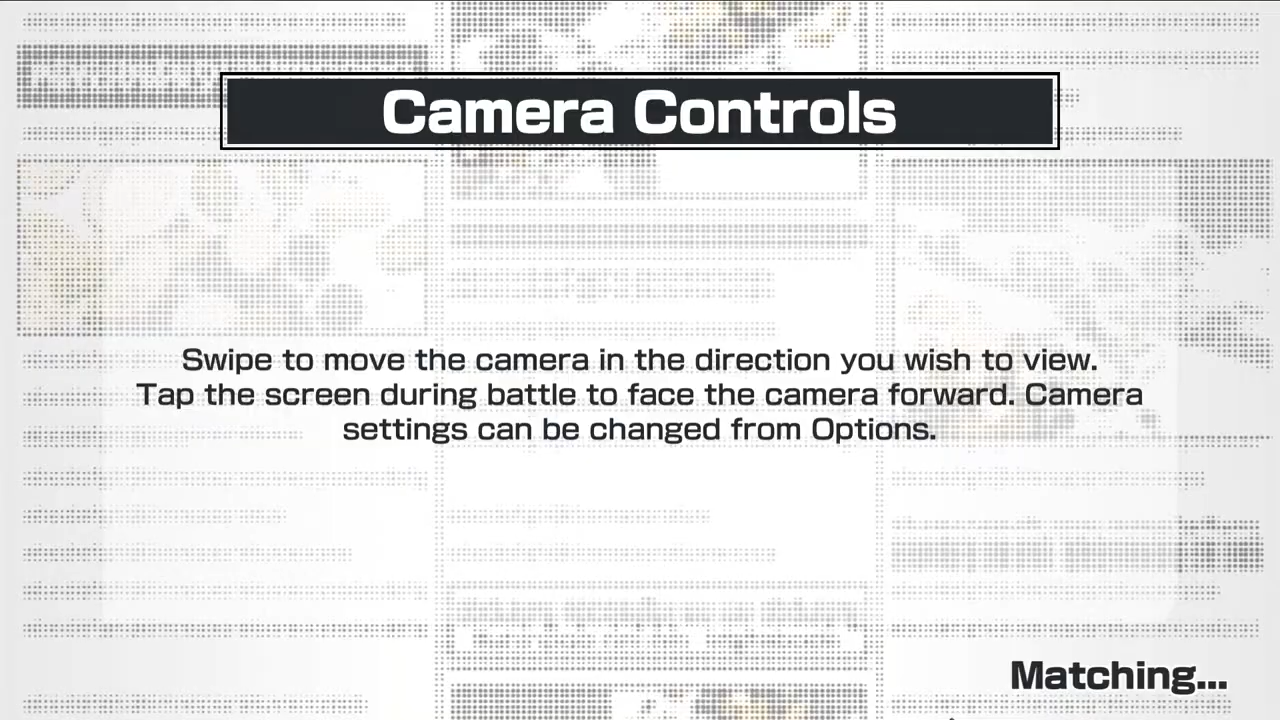 Camera Controls
Swipe to move the camera in the direction you wish to view.
Tap the screen during battle to face the camera forward. Camera
settings can be changed from Options.
Matching...